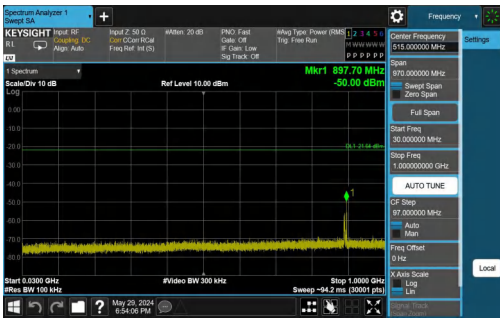 Spectrum Analyzer 1
Swept SA
KEYSIGHT
RL
Input: RF
Coupling: DC
Align: Auto
Input Z: 50 Ω
Corr CCorr RCal
Freq Ref: Int (S)
#Atten: 20 dB
PNO: Fast
Gate: Off
IF Gain: Low
Sig Track: Off
#Avg Type: Power (RMS
Trig: Free Run
1 2 3 4 5 6
M W W W W W
P P P P P P
1 Spectrum
Scale/Div 10 dB
Log
Ref Level 10.00 dBm
Mkr1 897.70 MHz
-50.00 dBm
0.00
-10.0
-20.0
-30.0
-40.0
-50.0
-60.0
-70.0
-80.0
1
Start 0.0300 GHz
#Res BW 100 kHz
#Video BW 300 kHz
Stop 1.0000 GHz
Sweep ~94.2 ms (30001 pts)
May 29, 2024
6:54:06 PM
Frequency
Settings
Center Frequency
515.000000 MHz
Span
970.000000 MHz
Swept Span
Zero Span
Full Span
Start Freq
30.000000 MHz
Stop Freq
1.000000000 GHz
AUTO TUNE
CF Step
97.000000 MHz
Auto
Man
Freq Offset
0 Hz
X Axis Scale
Log
Lin
Signal Track
Local